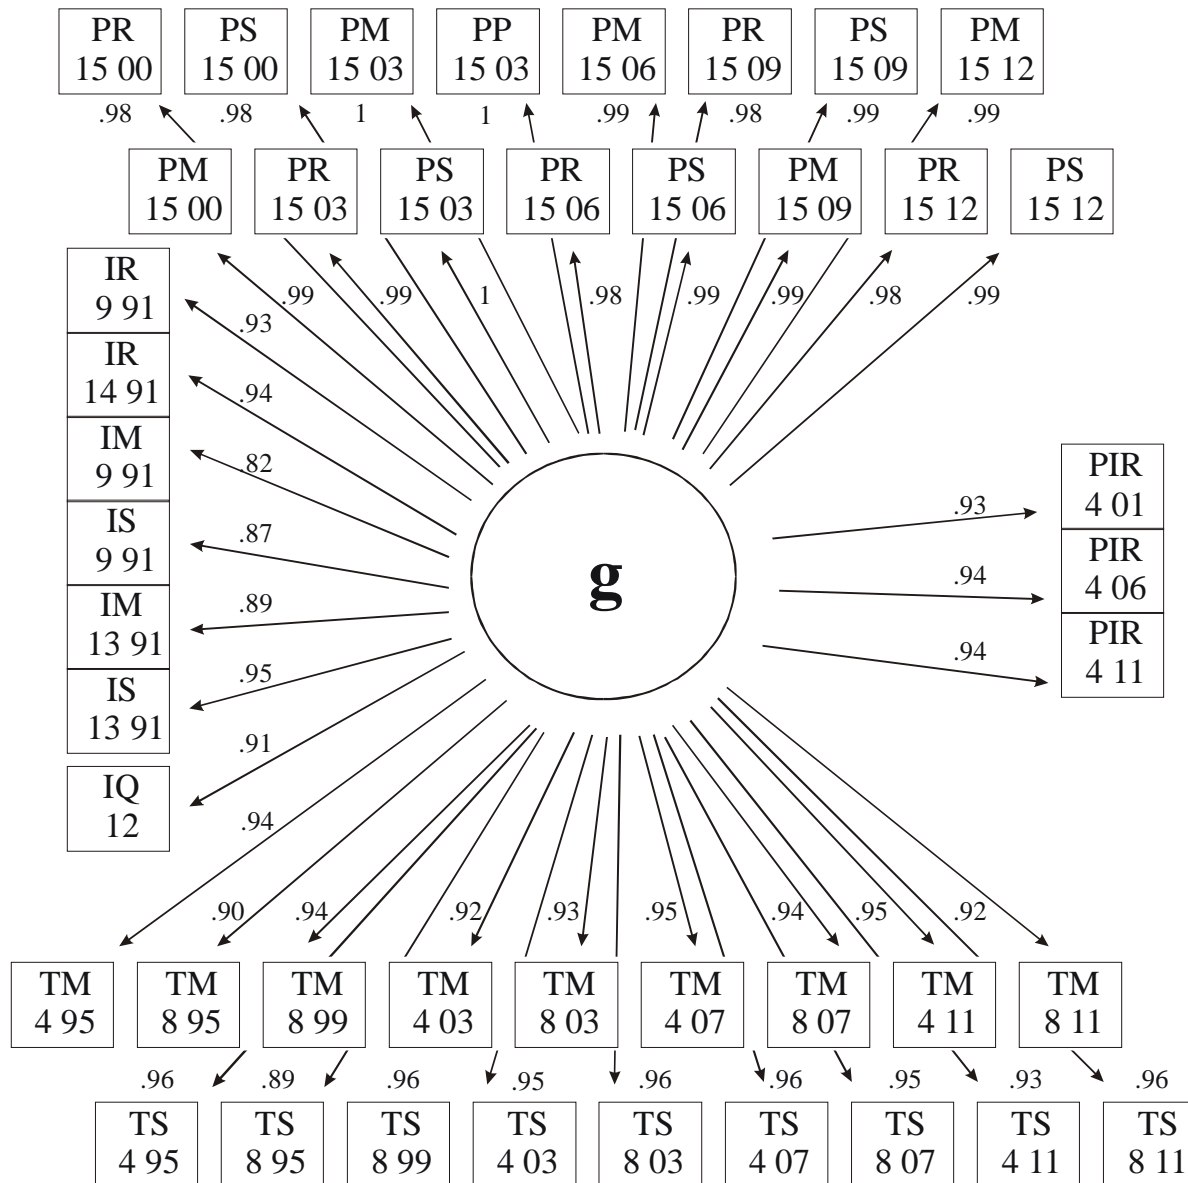 PR PS PM PP PM PR PS PM
15 00 15 00 15 03 15 03 15 06 15 09 15 09 15 12
.98 .98 1 1 .99 .98 .99 .99
PM PR PS PR PS PM PR PS
15 00 15 03 15 03 15 06 15 06 15 09 15 12 15 12
.99 .99 1 .98 .99 .99 .98 .99
IR
9 91
.93
IR
14 91
.94
IM
9 91
.82
IS
9 91
.87
IM
13 91
.89
IS
13 91
.95
IQ
12
.91
g
PIR
4 01
.93
PIR
4 06
.94
PIR
4 11
.94
.94
.90 .94 .92 .93 .95 .94 .95 .92
TM TM TM TM TM TM TM TM TM
4 95 8 95 8 99 4 03 8 03 4 07 8 07 4 11 8 11
.96 .89 .96 .95 .96 .96 .95 .93 .96
TS TS TS TS TS TS TS TS TS
4 95 8 95 8 99 4 03 8 03 4 07 8 07 4 11 8 11